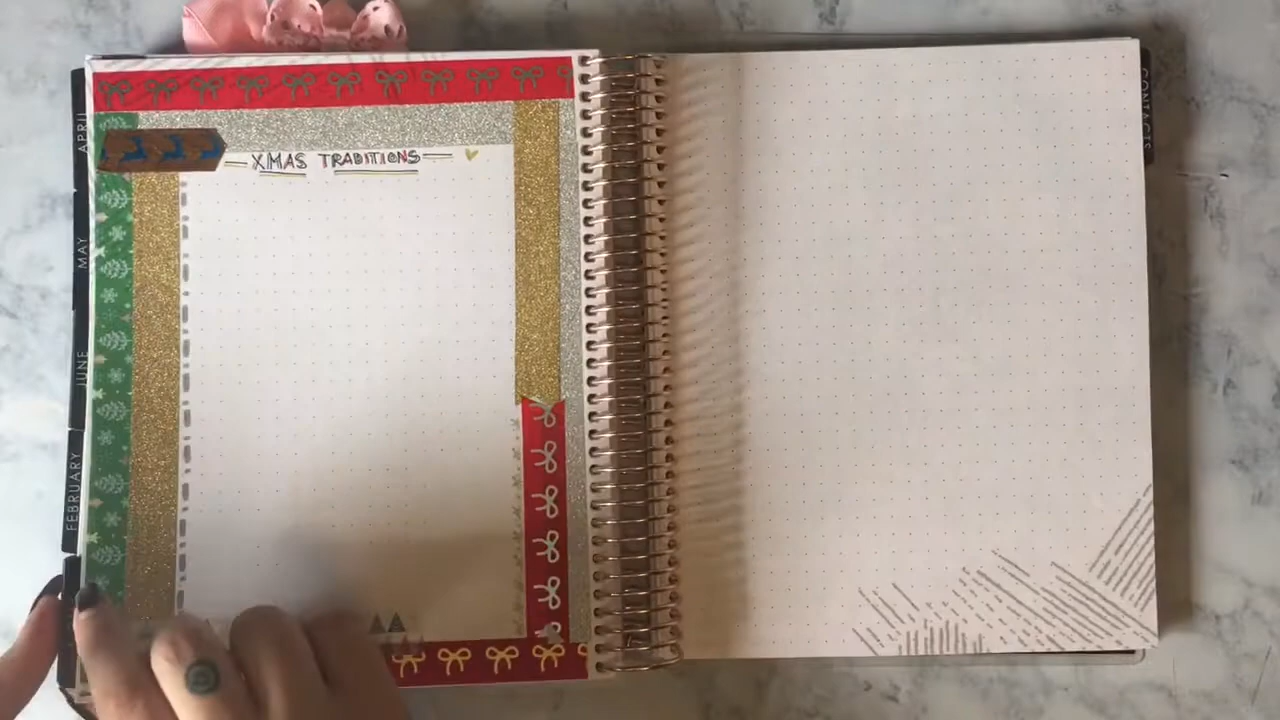 XMAS TRADITIONS
APRIL
MAY
JUNE
FEBRUARY
CONTACTS